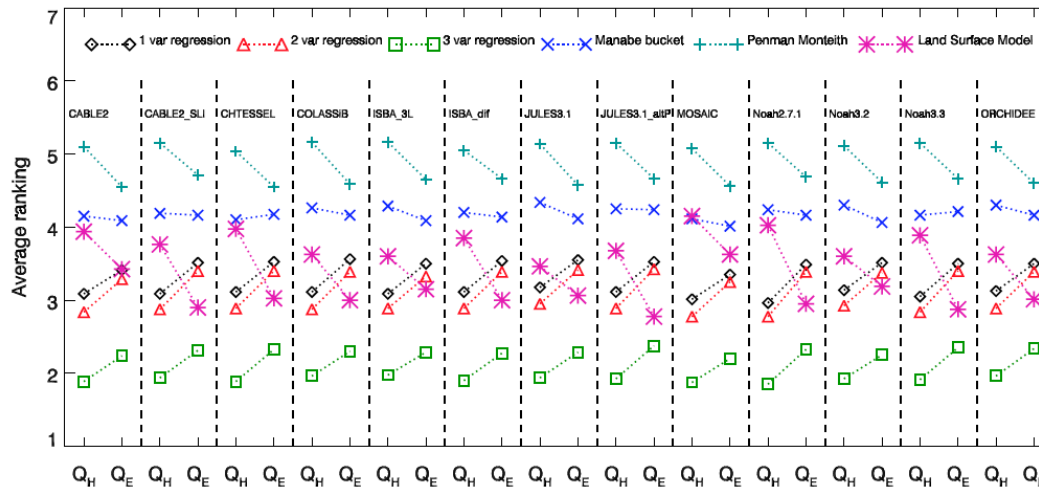 7
1 var regression 2 var regression 3 var regression Manabe bucket Penman Monteith Land Surface Model
6
CABLE2 CABLE2_SLI CHTESSEL COLASSiB ISBA_3L ISBA_dif JULES3.1 JULES3.1_altP MOSAIC Noah2.7.1 Noah3.2 Noah3.3 ORCHIDEE
5
4
3
2
1
Average ranking
QH QE QH QE QH QE QH QE QH QE QH QE QH QE QH QE QH QE QH QE QH QE QH QE QH QE